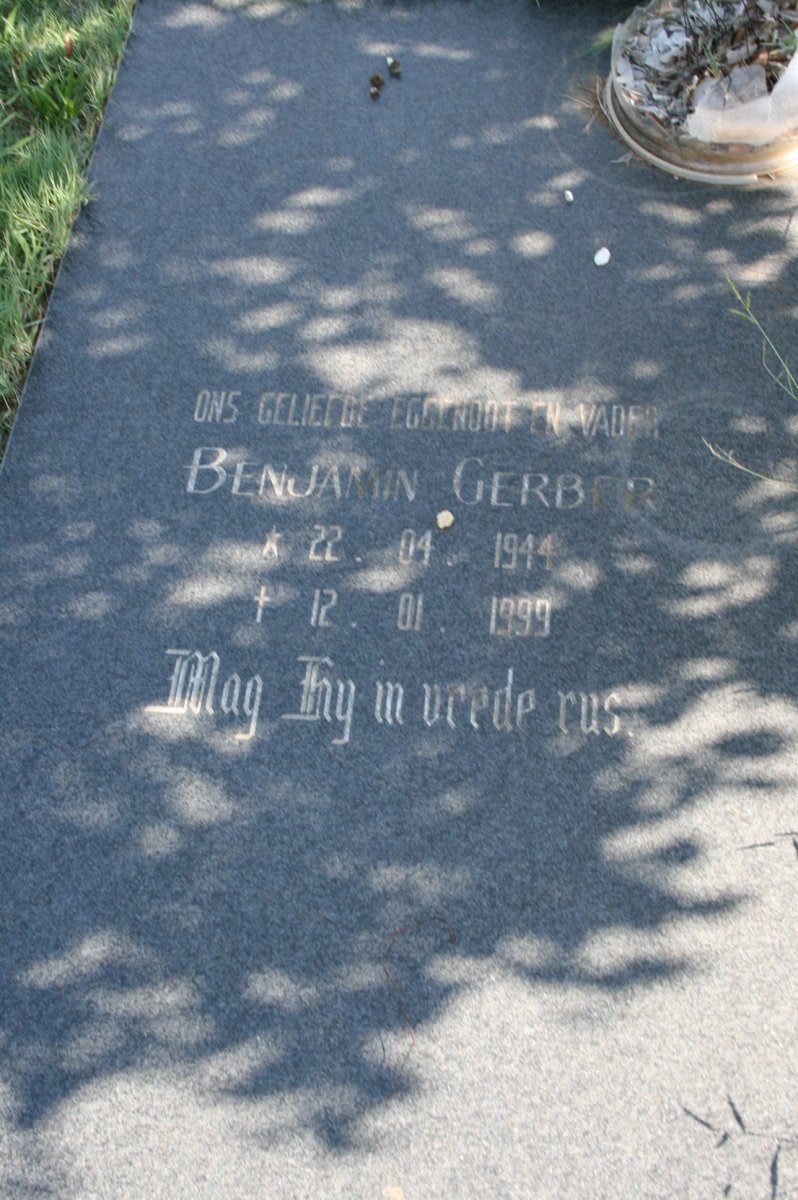 ONS GELIEFDE EGGENOOT EN VADER
BENJAMIN GERBER
* 22 . 04 . 1944
† 12 . 01 . 1999
Mag Hy in vrede rus.